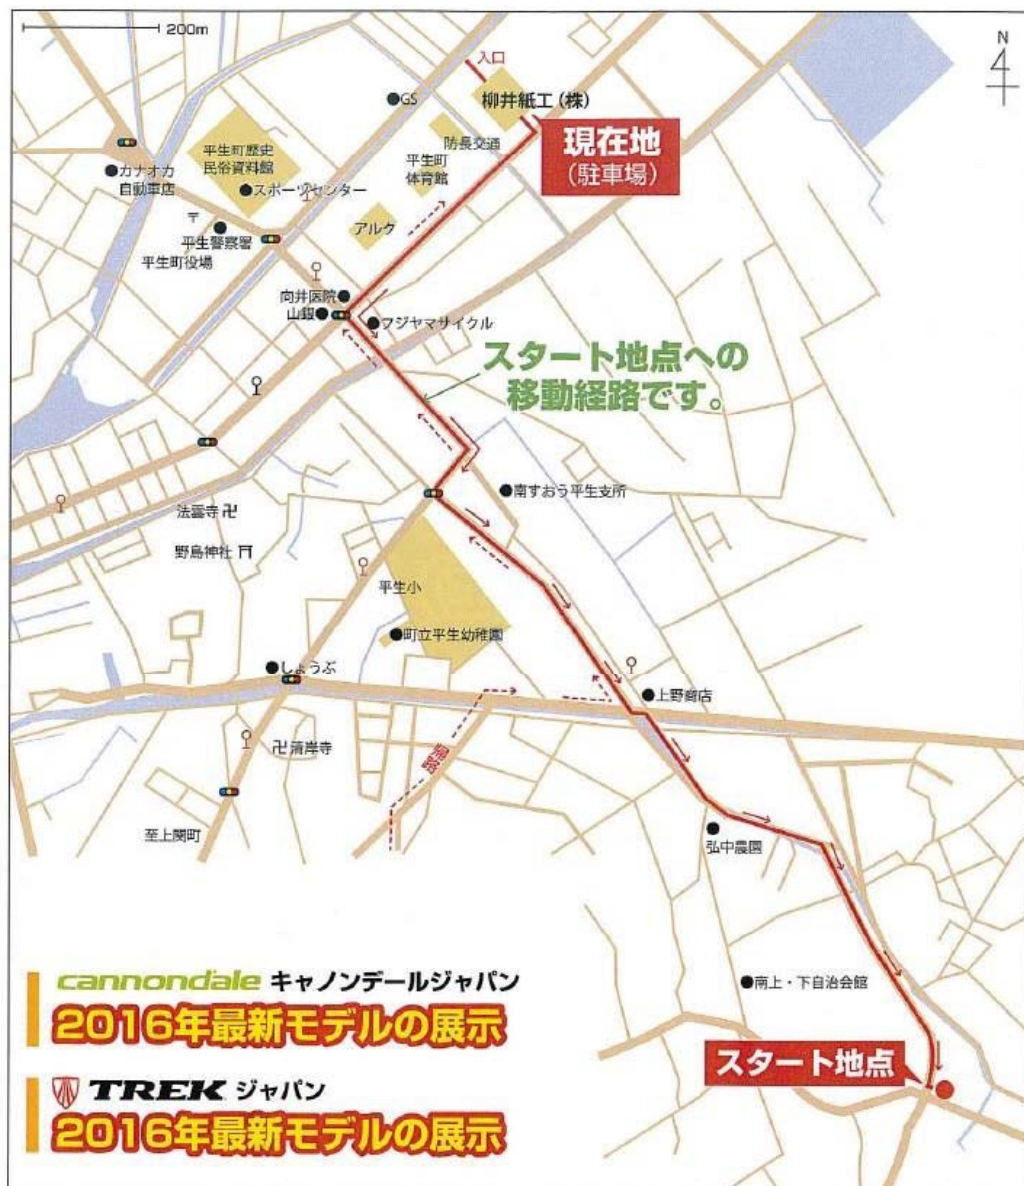 200m
N
入口
GS
柳井紙工(株)
現在地
(駐車場)
防長交通
平生町
体育館
平生町歴史
民俗資料館
カナオカ
自動車店
スポーツセンター
〒
平生警察署
平生町役場
アルク
向井医院
山銀
フジヤマサイクル
スタート地点への
移動経路です。
南すおう平生支所
法雲寺卍
野島神社
平生小
町立平生幼稚園
しょうぶ
上野商店
卍清岸寺
帰路
至上関町
弘中農園
南上・下自治会館
スタート地点
cannondale キャノンデールジャパン
2016年最新モデルの展示
TREK ジャパン
2016年最新モデルの展示